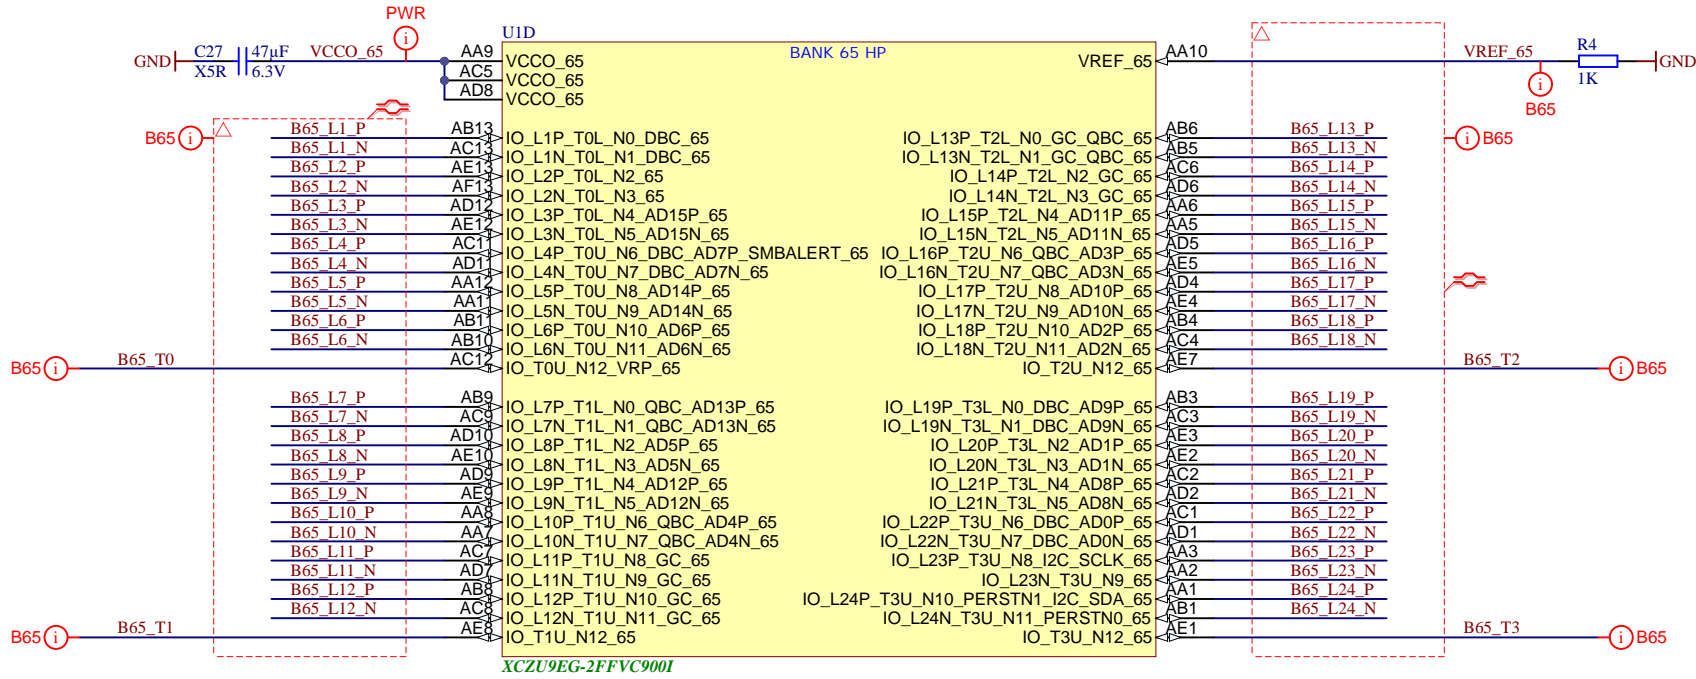 PWR
U1D
BANK 65 HP
GND C27 47µF VCCO_65 AA9 VCCO_65
X5R 6.3V
AC5 VCCO_65
AD8 VCCO_65
VREF_65 AA10 VREF_65 R4 GND
1K
B65
B65
B65_L1_P AB13 IO_L1P_T0L_N0_DBC_65
B65_L1_N AC13 IO_L1N_T0L_N1_DBC_65
B65_L2_P AE13 IO_L2P_T0L_N2_65
B65_L2_N AF13 IO_L2N_T0L_N3_65
B65_L3_P AD12 IO_L3P_T0L_N4_AD15P_65
B65_L3_N AE12 IO_L3N_T0L_N5_AD15N_65
B65_L4_P AC11 IO_L4P_T0U_N6_DBC_AD7P_SMBALERT_65
B65_L4_N AD11 IO_L4N_T0U_N7_DBC_AD7N_65
B65_L5_P AA12 IO_L5P_T0U_N8_AD14P_65
B65_L5_N AA11 IO_L5N_T0U_N9_AD14N_65
B65_L6_P AB11 IO_L6P_T0U_N10_AD6P_65
B65_L6_N AB10 IO_L6N_T0U_N11_AD6N_65
B65 B65_T0 AC12 IO_T0U_N12_VRP_65
B65_L7_P AB9 IO_L7P_T1L_N0_QBC_AD13P_65
B65_L7_N AC9 IO_L7N_T1L_N1_QBC_AD13N_65
B65_L8_P AD10 IO_L8P_T1L_N2_AD5P_65
B65_L8_N AE10 IO_L8N_T1L_N3_AD5N_65
B65_L9_P AD9 IO_L9P_T1L_N4_AD12P_65
B65_L9_N AE9 IO_L9N_T1L_N5_AD12N_65
B65_L10_P AA8 IO_L10P_T1U_N6_QBC_AD4P_65
B65_L10_N AA7 IO_L10N_T1U_N7_QBC_AD4N_65
B65_L11_P AC7 IO_L11P_T1U_N8_GC_65
B65_L11_N AD7 IO_L11N_T1U_N9_GC_65
B65_L12_P AB8 IO_L12P_T1U_N10_GC_65
B65_L12_N AC8 IO_L12N_T1U_N11_GC_65
B65 B65_T1 AE8 IO_T1U_N12_65
IO_L13P_T2L_N0_GC_QBC_65 AB6 B65_L13_P
B65
IO_L13N_T2L_N1_GC_QBC_65 AB5 B65_L13_N
IO_L14P_T2L_N2_GC_65 AC6 B65_L14_P
IO_L14N_T2L_N3_GC_65 AD6 B65_L14_N
IO_L15P_T2L_N4_AD11P_65 AA6 B65_L15_P
IO_L15N_T2L_N5_AD11N_65 AA5 B65_L15_N
IO_L16P_T2U_N6_QBC_AD3P_65 AD5 B65_L16_P
IO_L16N_T2U_N7_QBC_AD3N_65 AE5 B65_L16_N
IO_L17P_T2U_N8_AD10P_65 AD4 B65_L17_P
IO_L17N_T2U_N9_AD10N_65 AE4 B65_L17_N
IO_L18P_T2U_N10_AD2P_65 AB4 B65_L18_P
IO_L18N_T2U_N11_AD2N_65 AC4 B65_L18_N
IO_T2U_N12_65 AE7 B65_T2 B65
IO_L19P_T3L_N0_DBC_AD9P_65 AB3 B65_L19_P
IO_L19N_T3L_N1_DBC_AD9N_65 AC3 B65_L19_N
IO_L20P_T3L_N2_AD1P_65 AE3 B65_L20_P
IO_L20N_T3L_N3_AD1N_65 AE2 B65_L20_N
IO_L21P_T3L_N4_AD8P_65 AC2 B65_L21_P
IO_L21N_T3L_N5_AD8N_65 AD2 B65_L21_N
IO_L22P_T3U_N6_DBC_AD0P_65 AC1 B65_L22_P
IO_L22N_T3U_N7_DBC_AD0N_65 AD1 B65_L22_N
IO_L23P_T3U_N8_I2C_SCLK_65 AA3 B65_L23_P
IO_L23N_T3U_N9_65 AA2 B65_L23_N
IO_L24P_T3U_N10_PERSTN1_I2C_SDA_65 AA1 B65_L24_P
IO_L24N_T3U_N11_PERSTN0_65 AB1 B65_L24_N
IO_T3U_N12_65 AE1 B65_T3 B65
XCZU9EG-2FFVC900I